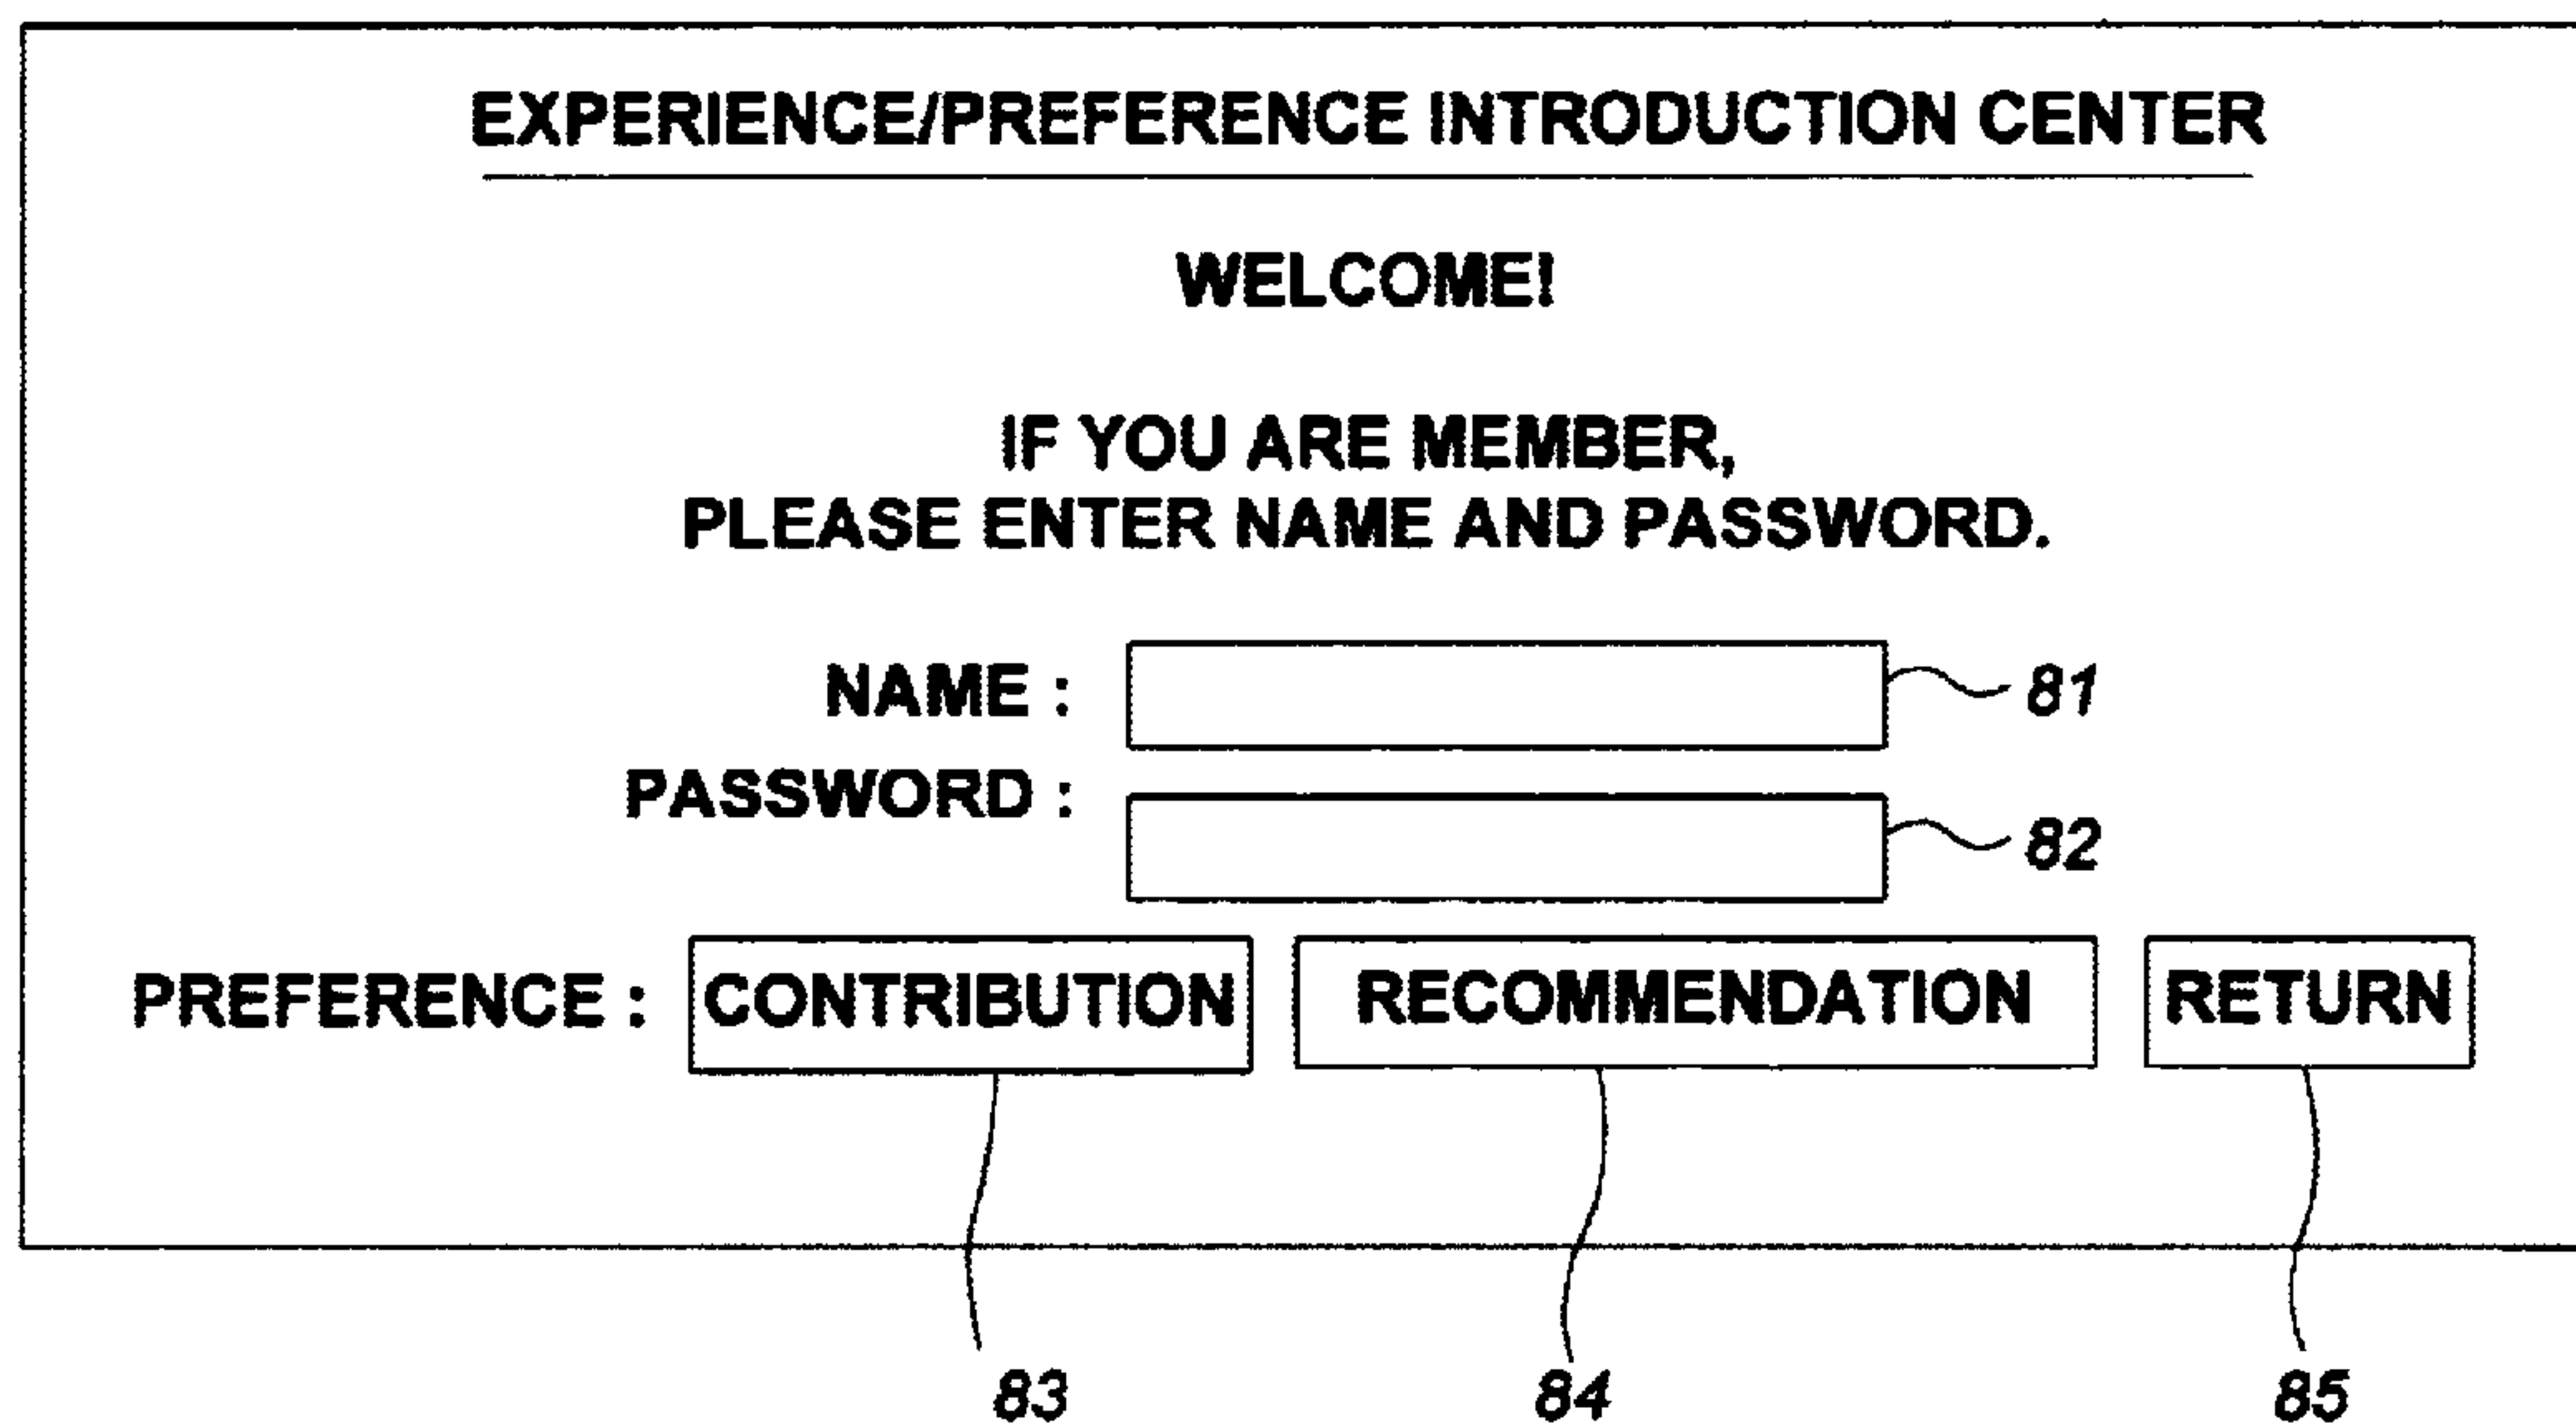 EXPERIENCE/PREFERENCE INTRODUCTION CENTER
WELCOME!
IF YOU ARE MEMBER,
PLEASE ENTER NAME AND PASSWORD.
NAME :
81
PASSWORD :
82
PREFERENCE : CONTRIBUTION RECOMMENDATION RETURN
83 84 85